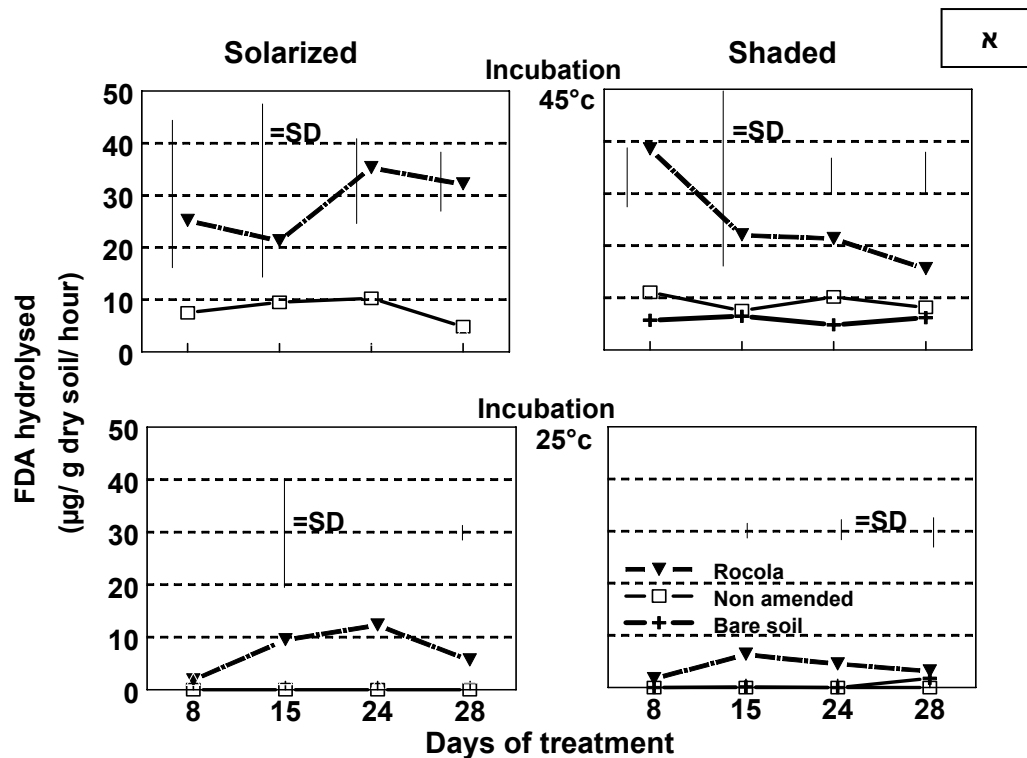 א
Solarized
Shaded
Incubation
45°c
50
40
30
20
10
0
=SD
=SD
FDA hydrolysed
(µg/ g dry soil/ hour)
Incubation
25°c
50
40
30
20
10
0
=SD
=SD
Rocola
Non amended
Bare soil
8 15 24 28
8 15 24 28
Days of treatment